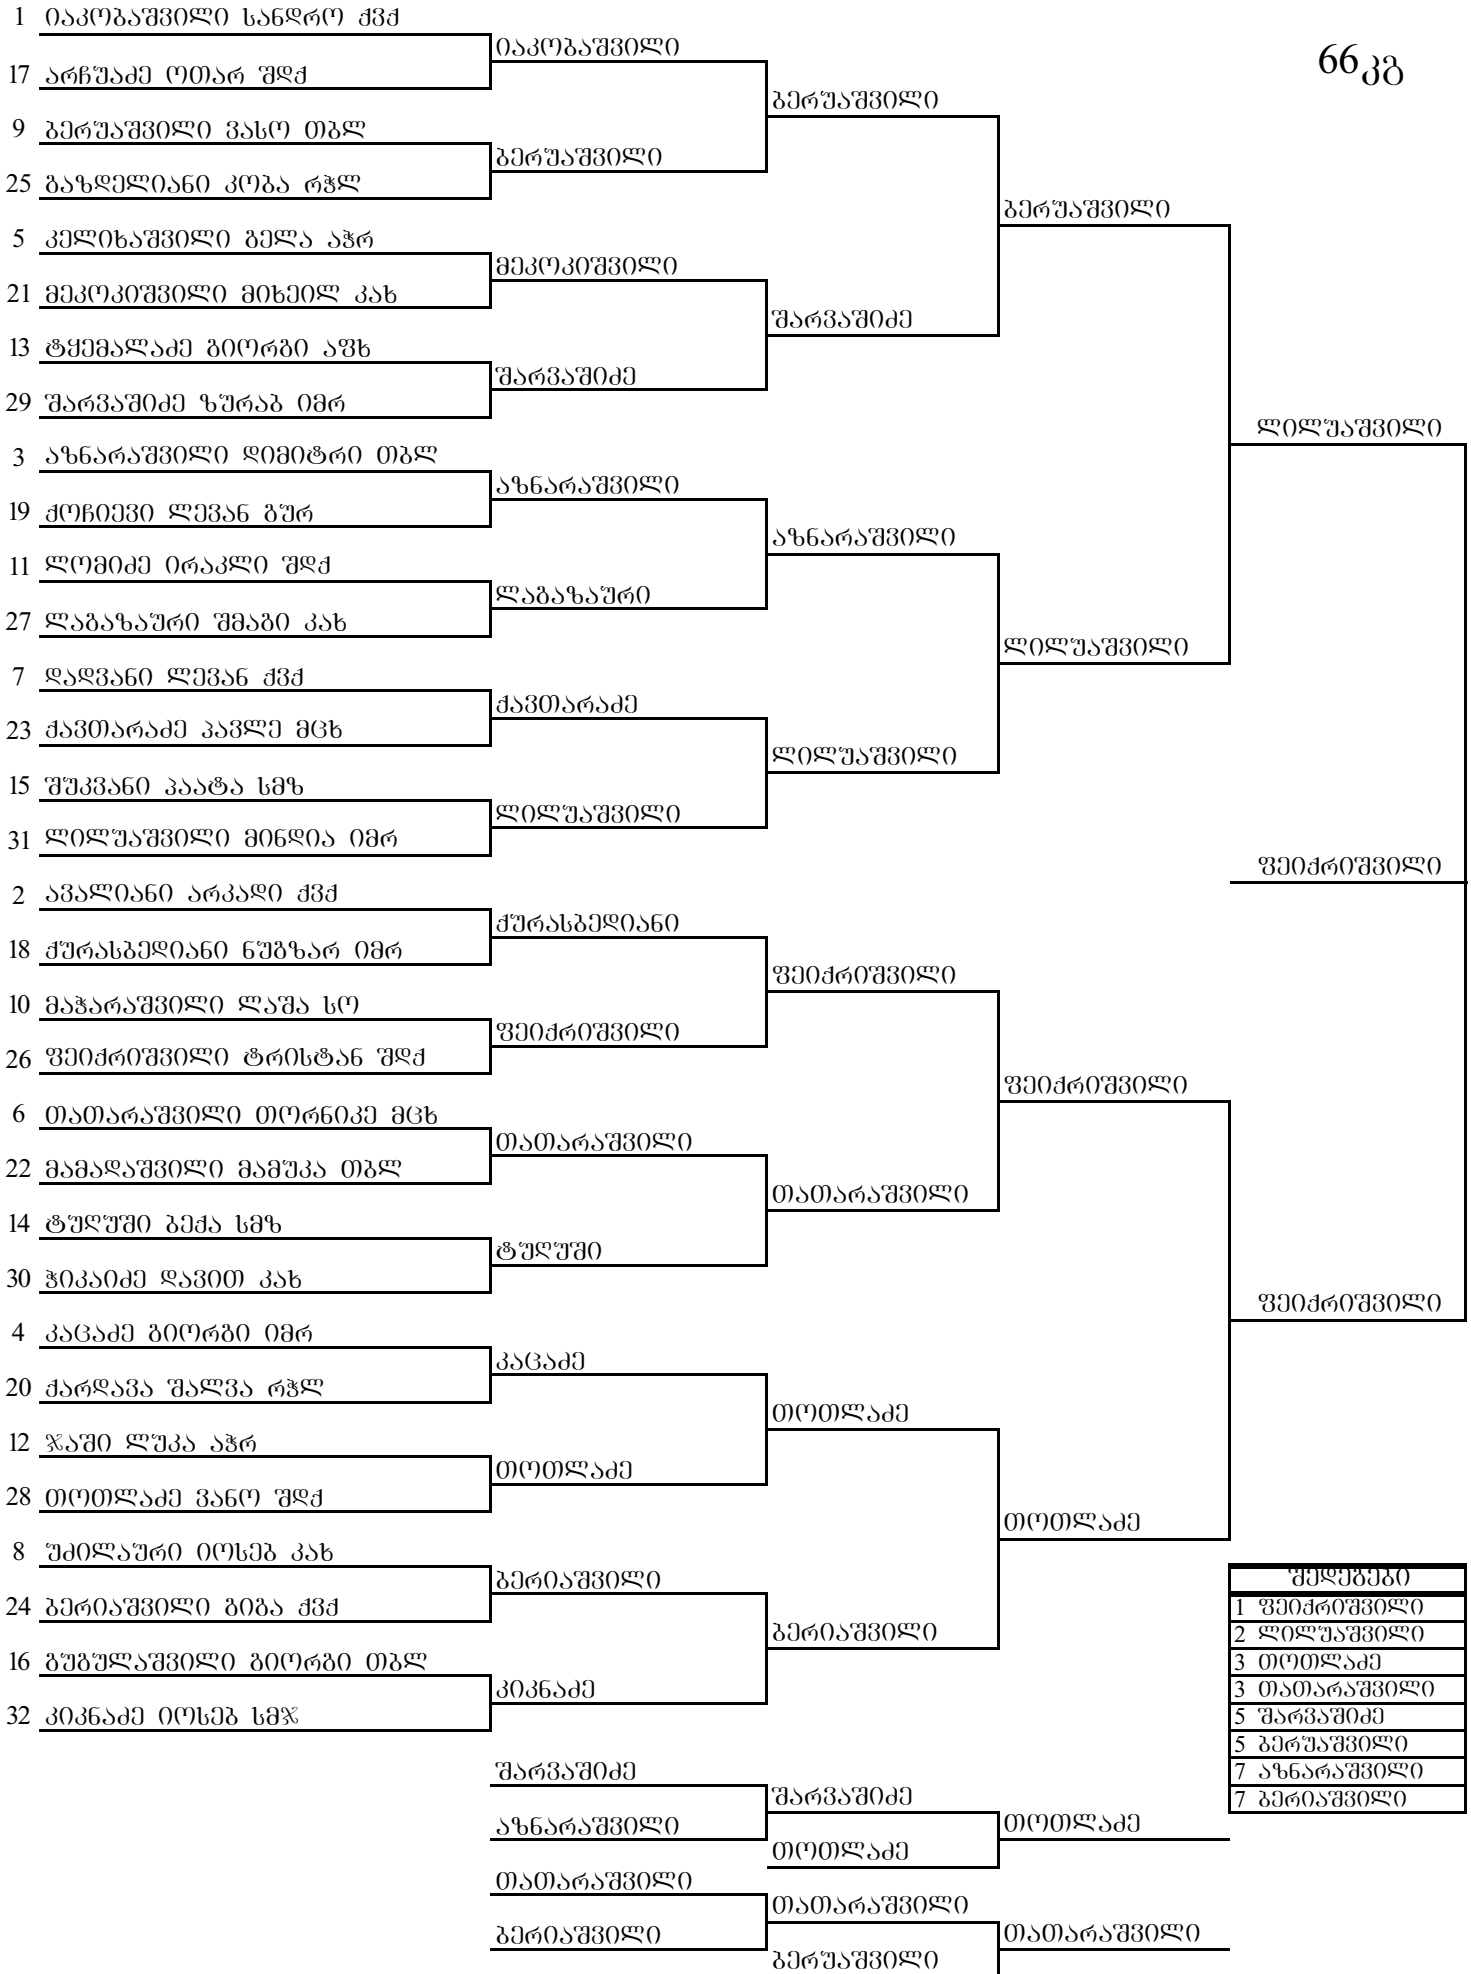 66კგ
1 იაკობაშვილი სანდრო ქვქ
17 არჩუაძე ოთარ შდქ
9 ბერუაშვილი ვასო თბლ
25 გაზდელიანი კობა რჭლ
5 კელიხაშვილი გელა აჭრ
21 მეკოკიშვილი მიხეილ კახ
13 ტყემალაძე გიორგი აფხ
29 შარვაშიძე ზურაბ იმრ
3 აზნარაშვილი დიმიტრი თბლ
19 ქოჩიევი ლევან გურ
11 ლომიძე ირაკლი შდქ
27 ლაგაზაური შმაგი კახ
7 დადვანი ლევან ქვქ
23 ქავთარაძე პავლე მცხ
15 შუკვანი პაატა სმზ
31 ლილუაშვილი მინდია იმრ
2 ავალიანი არკადი ქვქ
18 ქურასბედიანი ნუგზარ იმრ
10 მაჭარაშვილი ლაშა სო
26 ფეიქრიშვილი ტრისტან შდქ
6 თათარაშვილი თორნიკე მცხ
22 მამადაშვილი მამუკა თბლ
14 ტუღუში ბექა სმზ
30 ჭიკაიძე დავით კახ
4 კაცაძე გიორგი იმრ
20 ქარდავა შალვა რჭლ
12 ჯაში ლუკა აჭრ
28 თოთლაძე ვანო შდქ
8 უძილაური იოსებ კახ
24 ბერიაშვილი გიგა ქვქ
16 გუგულაშვილი გიორგი თბლ
32 კიკნაძე იოსებ სმჯ
იაკობაშვილი
ბერუაშვილი
მეკოკიშვილი
შარვაშიძე
აზნარაშვილი
ლაგაზაური
ქავთარაძე
ლილუაშვილი
ქურასბედიანი
ფეიქრიშვილი
თათარაშვილი
ტუღუში
კაცაძე
თოთლაძე
ბერიაშვილი
კიკნაძე
ბერუაშვილი
შარვაშიძე
აზნარაშვილი
ლილუაშვილი
ფეიქრიშვილი
თათარაშვილი
თოთლაძე
ბერიაშვილი
ბერუაშვილი
ლილუაშვილი
ფეიქრიშვილი
თოთლაძე
ლილუაშვილი
ფეიქრიშვილი
ფეიქრიშვილი
შარვაშიძე
აზნარაშვილი
თათარაშვილი
ბერიაშვილი
შარვაშიძე
თოთლაძე
თათარაშვილი
ბერუაშვილი
თოთლაძე
თათარაშვილი
შედეგები
1 ფეიქრიშვილი
2 ლილუაშვილი
3 თოთლაძე
3 თათარაშვილი
5 შარვაშიძე
5 ბერუაშვილი
7 აზნარაშვილი
7 ბერიაშვილი